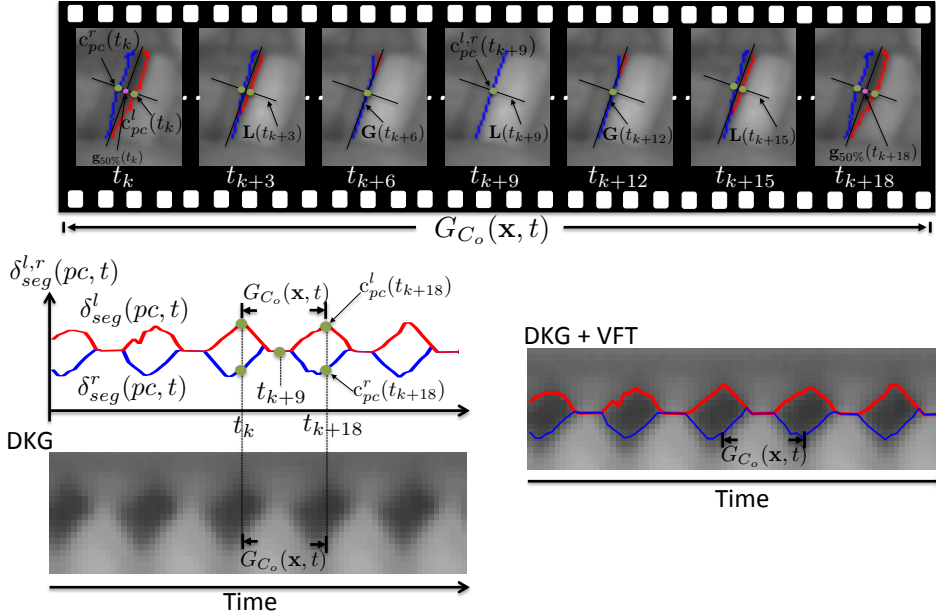 c^r_{pc}(t_k)
c^l_{pc}(t_k)
g_{50%}(t_k)
L(t_{k+3})
G(t_{k+6})
c^{l,r}_{pc}(t_{k+9})
L(t_{k+9})
G(t_{k+12})
L(t_{k+15})
g_{50%}(t_{k+18})
t_k t_{k+3} t_{k+6} t_{k+9} t_{k+12} t_{k+15} t_{k+18}
G_{C_o}(x, t)
δ^{l,r}_{seg}(pc, t)
δ^l_{seg}(pc, t)
G_{C_o}(x, t)
c^l_{pc}(t_{k+18})
δ^r_{seg}(pc, t)
t_{k+9}
c^r_{pc}(t_{k+18})
t_k t_{k+18}
DKG
G_{C_o}(x, t)
Time
DKG + VFT
G_{C_o}(x, t)
Time